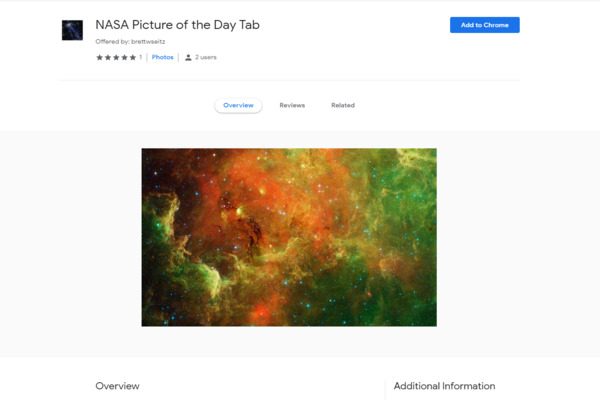 NASA Picture of the Day Tab
Add to Chrome
Offered by: brettwseitz
1 Photos 2 users
Overview Reviews Related
Overview Additional Information